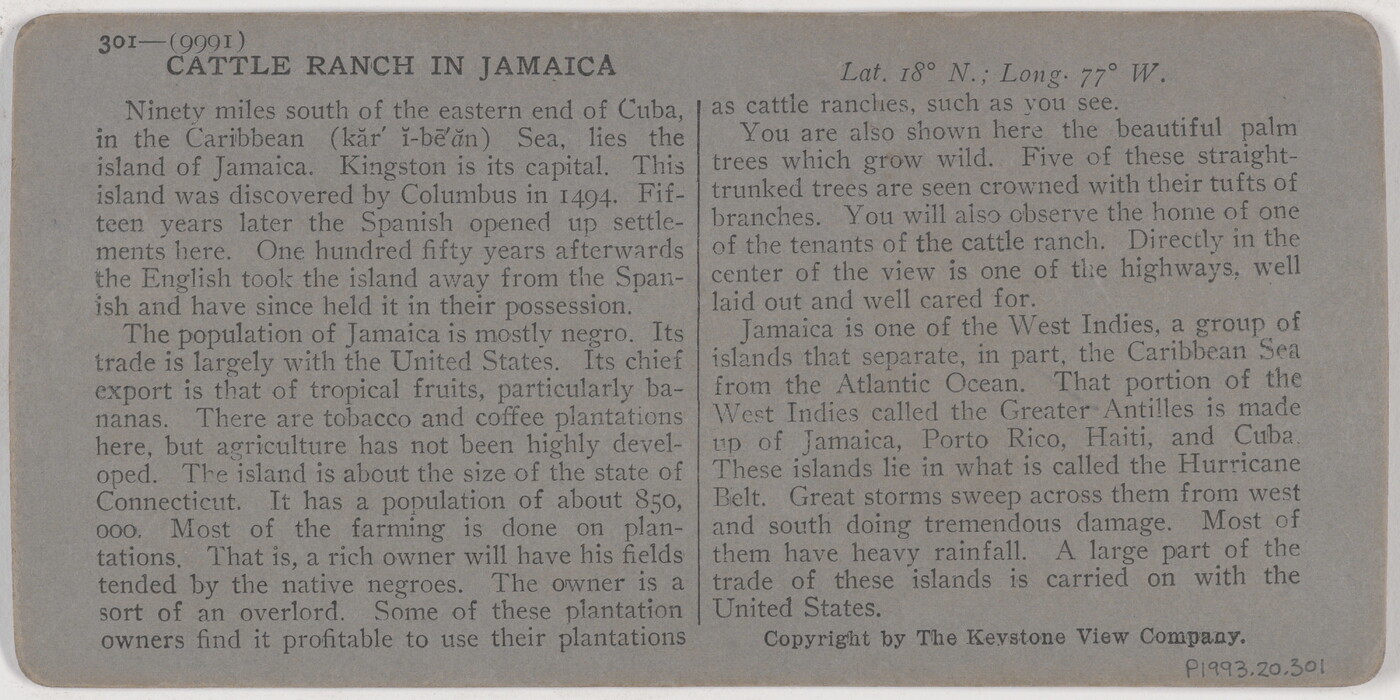 301—(9991)
CATTLE RANCH IN JAMAICA
Lat. 18° N.; Long. 77° W.
Ninety miles south of the eastern end of Cuba,
in the Caribbean (kăr′ ĭ-bē′ăn) Sea, lies the
island of Jamaica. Kingston is its capital. This
island was discovered by Columbus in 1494. Fif-
teen years later the Spanish opened up settle-
ments here. One hundred fifty years afterwards
the English took the island away from the Span-
ish and have since held it in their possession.
The population of Jamaica is mostly negro. Its
trade is largely with the United States. Its chief
export is that of tropical fruits, particularly ba-
nanas. There are tobacco and coffee plantations
here, but agriculture has not been highly devel-
oped. The island is about the size of the state of
Connecticut. It has a population of about 850,
000. Most of the farming is done on plan-
tations. That is, a rich owner will have his fields
tended by the native negroes. The owner is a
sort of an overlord. Some of these plantation
owners find it profitable to use their plantations
as cattle ranches, such as you see.
You are also shown here the beautiful palm
trees which grow wild. Five of these straight-
trunked trees are seen crowned with their tufts of
branches. You will also observe the home of one
of the tenants of the cattle ranch. Directly in the
center of the view is one of the highways, well
laid out and well cared for.
Jamaica is one of the West Indies, a group of
islands that separate, in part, the Caribbean Sea
from the Atlantic Ocean. That portion of the
West Indies called the Greater Antilles is made
up of Jamaica, Porto Rico, Haiti, and Cuba.
These islands lie in what is called the Hurricane
Belt. Great storms sweep across them from west
and south doing tremendous damage. Most of
them have heavy rainfall. A large part of the
trade of these islands is carried on with the
United States.
Copyright by The Keystone View Company.
P1993.20.301